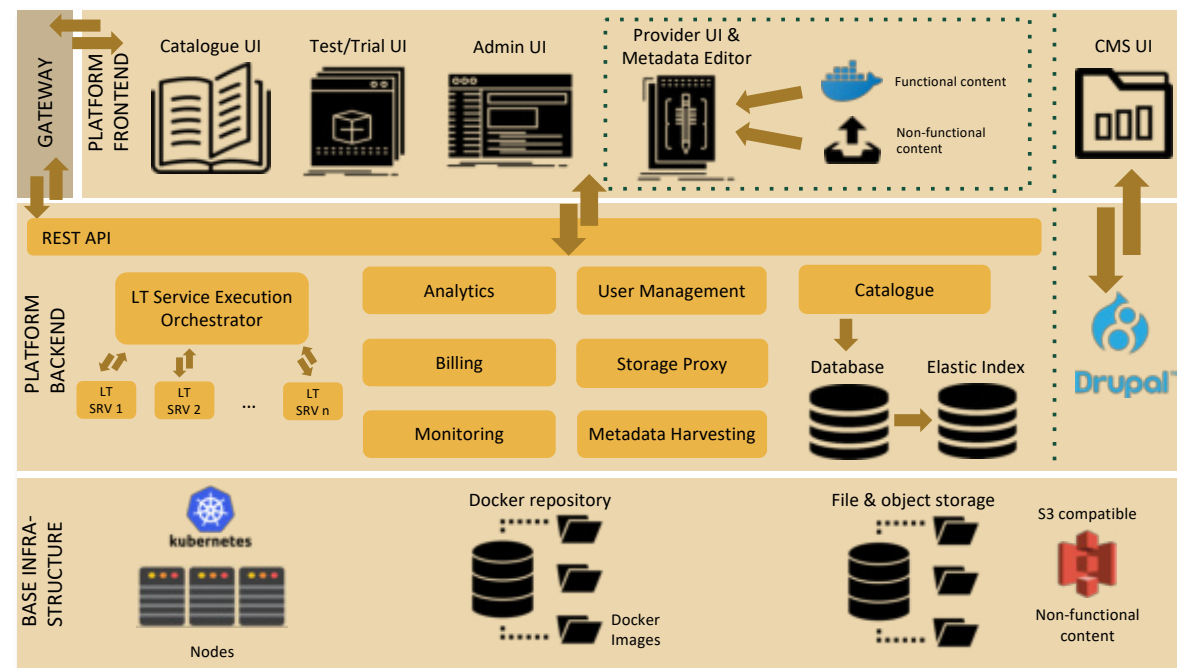 GATEWAY
PLATFORM
FRONTEND
Catalogue UI
Test/Trial UI
Admin UI
Provider UI &
Metadata Editor
Functional content
Non-functional
content
CMS UI
PLATFORM
BACKEND
REST API
LT Service Execution
Orchestrator
LT
SRV 1
LT
SRV 2
...
LT
SRV n
Analytics
User Management
Billing
Storage Proxy
Monitoring
Metadata Harvesting
Catalogue
Database
Elastic Index
Drupal™
BASE INFRA-
STRUCTURE
kubernetes
Nodes
Docker repository
Docker
Images
File & object storage
S3 compatible
Non-functional
content